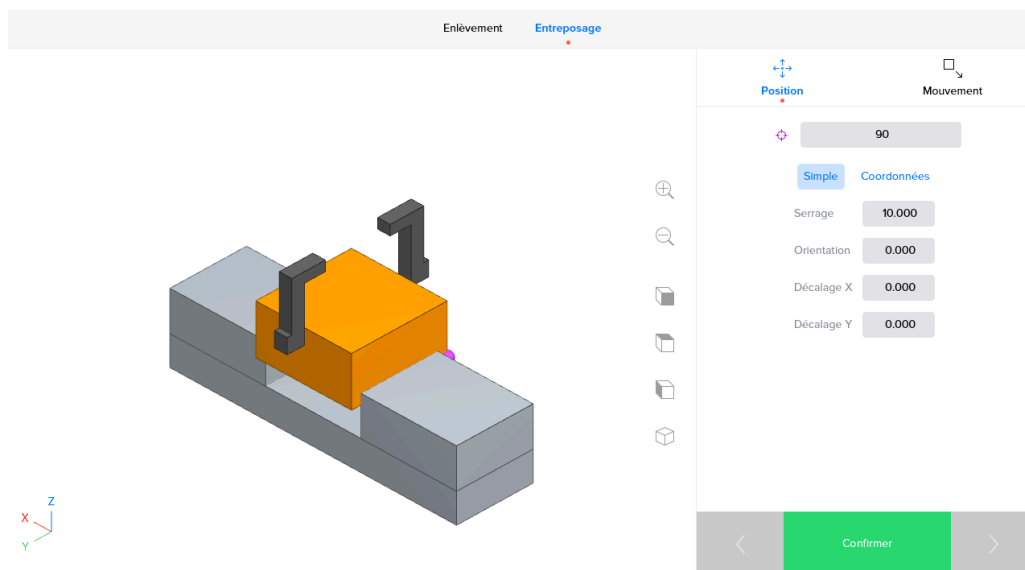 Enlèvement Entreposage
Position Mouvement
90
Simple Coordonnées
Serrage 10.000
Orientation 0.000
Décalage X 0.000
Décalage Y 0.000
Z
X
Y
Confirmer